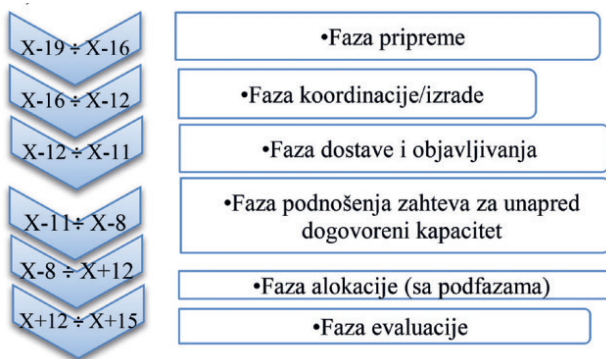 X-19 ÷ X-16
•Faza pripreme
X-16 ÷ X-12
•Faza koordinacije/izrade
X-12 ÷ X-11
•Faza dostave i objavljivanja
X-11÷ X-8
•Faza podnošenja zahteva za unapred
dogovoreni kapacitet
X-8 ÷ X+12
•Faza alokacije (sa podfazama)
X+12 ÷ X+15
•Faza evaluacije